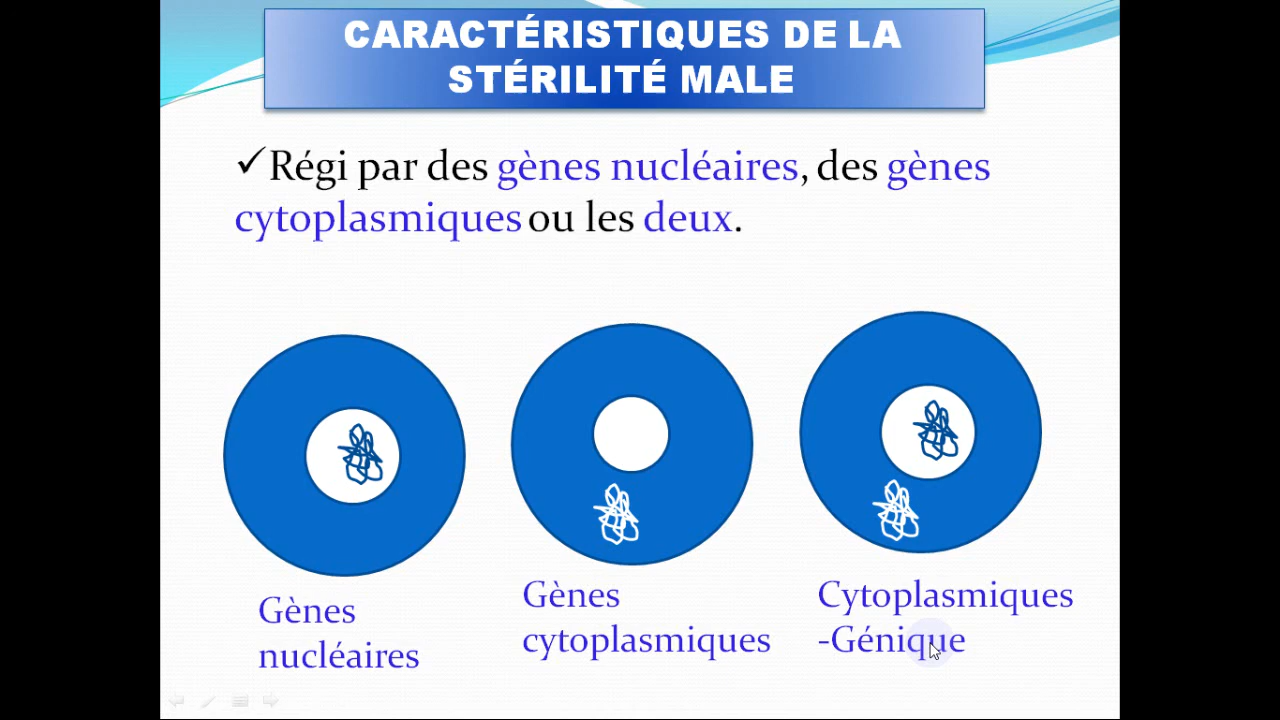 CARACTÉRISTIQUES DE LA
STÉRILITÉ MALE
✓Régi par des gènes nucléaires, des gènes
cytoplasmiques ou les deux.
Gènes
nucléaires
Gènes
cytoplasmiques
Cytoplasmiques
-Génique